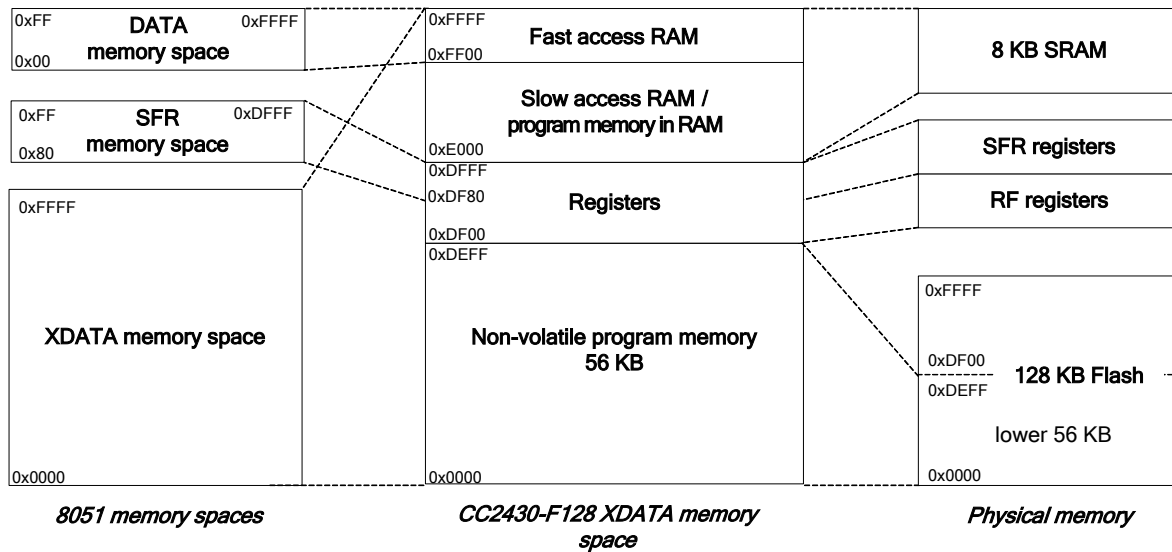 0xFF DATA 0xFFFF
memory space
0x00
0xFF SFR 0xDFFF
memory space
0x80
0xFFFF
XDATA memory space
0x0000
8051 memory spaces
0xFFFF
Fast access RAM
0xFF00
Slow access RAM /
program memory in RAM
0xE000
0xDFFF
0xDF80
Registers
0xDF00
0xDEFF
Non-volatile program memory
56 KB
0x0000
CC2430-F128 XDATA memory
space
8 KB SRAM
SFR registers
RF registers
0xFFFF
0xDF00
128 KB Flash
0xDEFF
lower 56 KB
0x0000
Physical memory